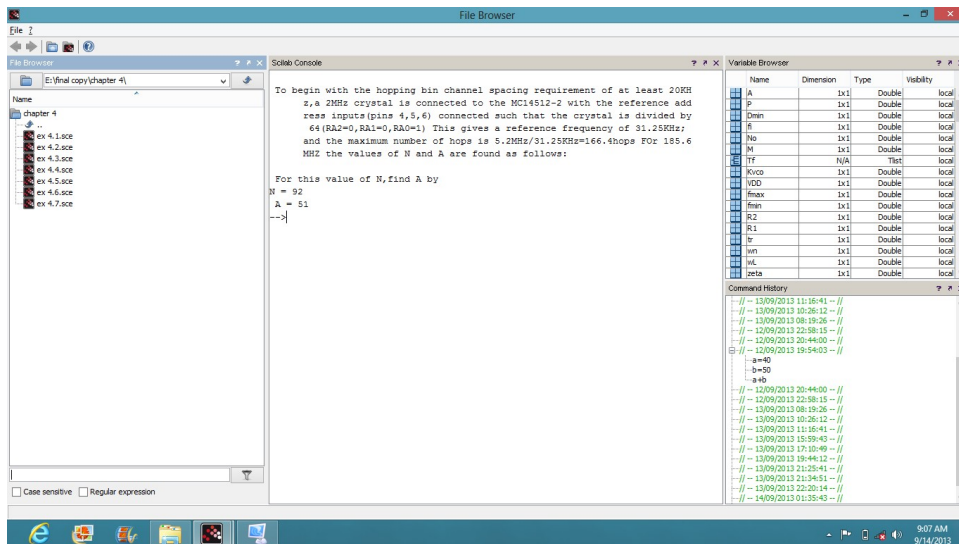 File Browser
File ?
File Browser
E:\final copy\chapter 4\
Name
chapter 4
..
ex 4.1.sce
ex 4.2.sce
ex 4.3.sce
ex 4.4.sce
ex 4.5.sce
ex 4.6.sce
ex 4.7.sce
Case sensitive Regular expression
Scilab Console
To begin with the hopping bin channel spacing requirement of at least 20KH
z,a 2MHz crystal is connected to the MC14512-2 with the reference add
ress inputs(pins 4,5,6) connected such that the crystal is divided by
64(RA2=0,RA1=0,RA0=1) This gives a reference frequency of 31.25KHz;
and the maximum number of hops is 5.2MHz/31.25KHz=166.4hops FOr 185.6
MHZ the values of N and A are found as follows:
For this value of N,find A by
N = 92
A = 51
-->
Variable Browser
Name Dimension Type Visibility
A 1x1 Double local
P 1x1 Double local
Dmin 1x1 Double local
fi 1x1 Double local
No 1x1 Double local
M 1x1 Double local
Tf N/A Tlist local
Kvco 1x1 Double local
VDD 1x1 Double local
fmax 1x1 Double local
fmin 1x1 Double local
R2 1x1 Double local
R1 1x1 Double local
tr 1x1 Double local
wn 1x1 Double local
wL 1x1 Double local
zeta 1x1 Double local
Command History
// -- 13/09/2013 11:16:41 -- //
// -- 13/09/2013 10:26:12 -- //
// -- 13/09/2013 08:19:26 -- //
// -- 12/09/2013 22:58:15 -- //
// -- 12/09/2013 20:44:00 -- //
// -- 12/09/2013 19:54:03 -- //
a=40
b=50
a+b
// -- 12/09/2013 20:44:00 -- //
// -- 12/09/2013 22:58:15 -- //
// -- 13/09/2013 08:19:26 -- //
// -- 13/09/2013 10:26:12 -- //
// -- 13/09/2013 11:16:41 -- //
// -- 13/09/2013 15:59:43 -- //
// -- 13/09/2013 17:10:49 -- //
// -- 13/09/2013 19:44:12 -- //
// -- 13/09/2013 21:25:41 -- //
// -- 13/09/2013 21:34:51 -- //
// -- 13/09/2013 22:20:14 -- //
// -- 14/09/2013 01:35:43 -- //
9:07 AM
9/14/2013